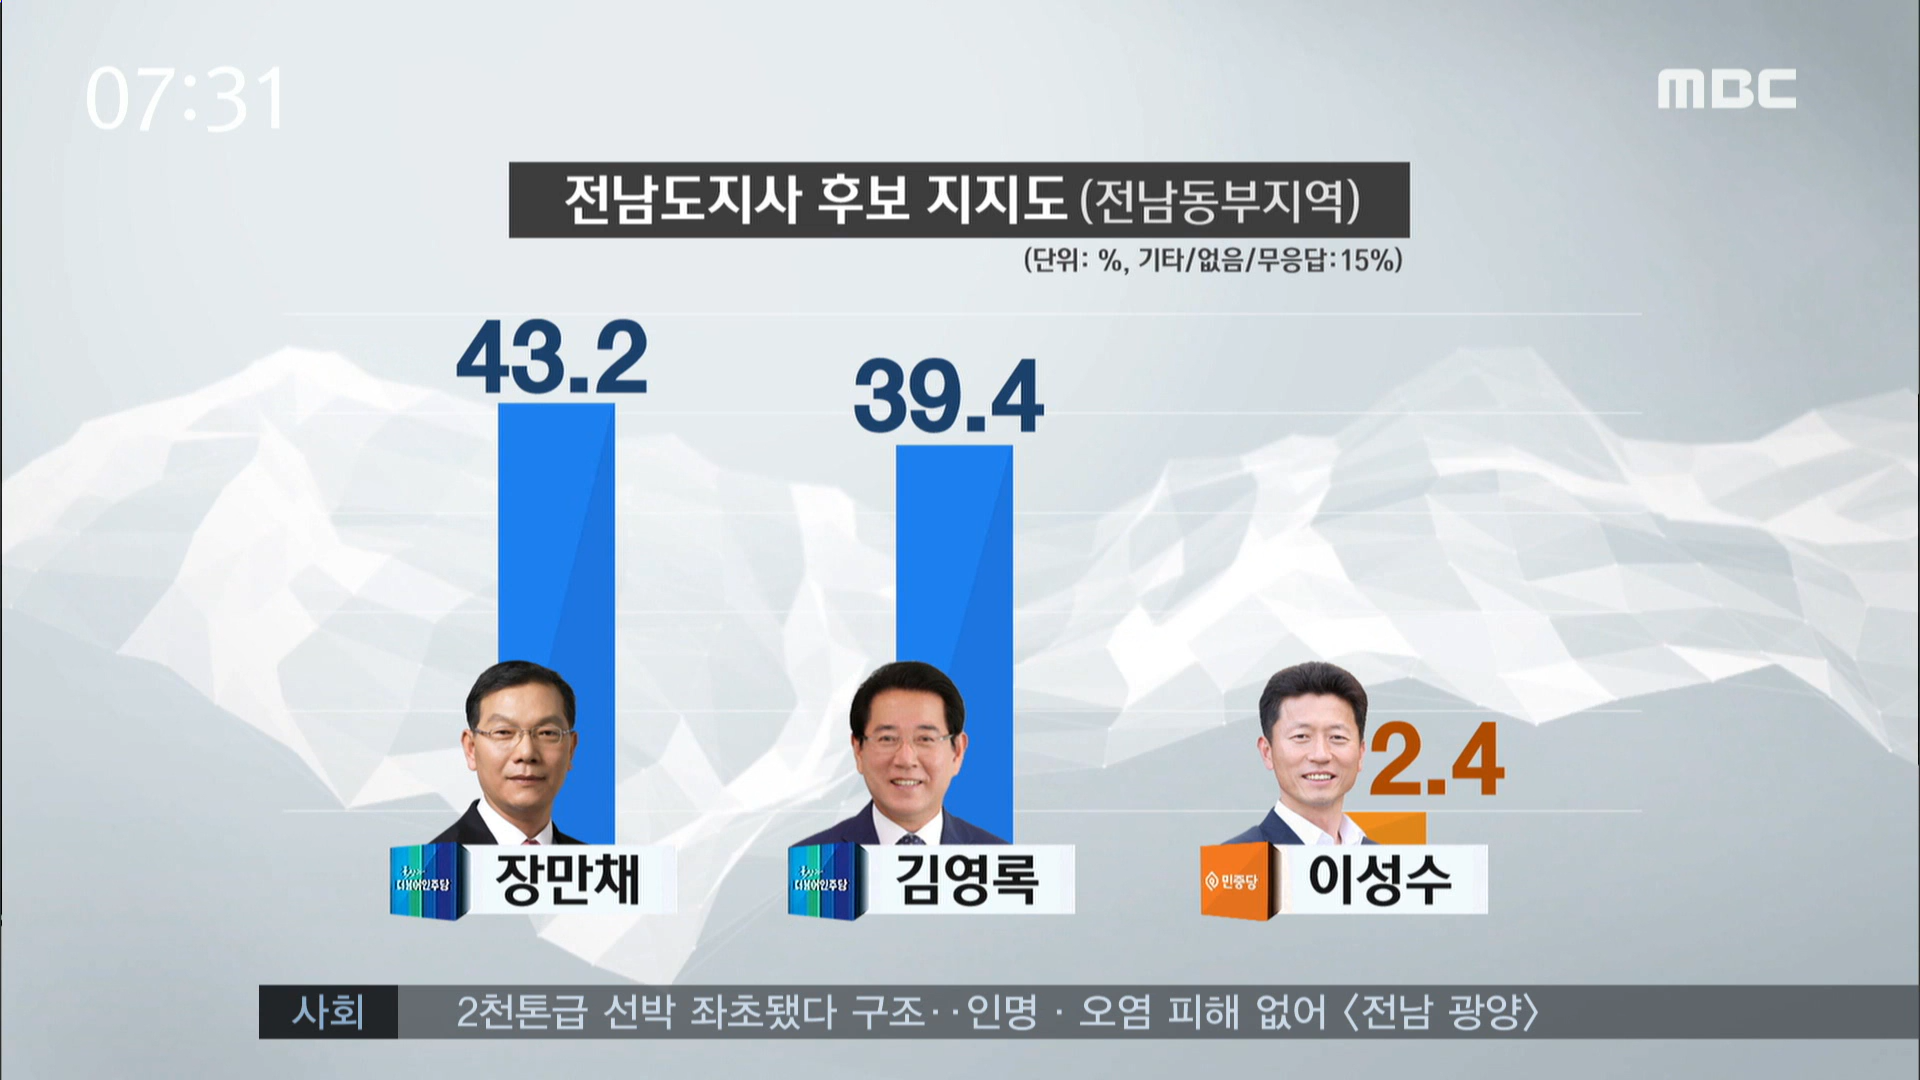 07:31
MBC
전남도지사 후보 지지도 (전남동부지역)
(단위: %, 기타/없음/무응답:15%)
43.2
39.4
2.4
더불어민주당 장만채
더불어민주당 김영록
민중당 이성수
사회 2천톤급 선박 좌초됐다 구조‥인명·오염 피해 없어 〈전남 광양〉